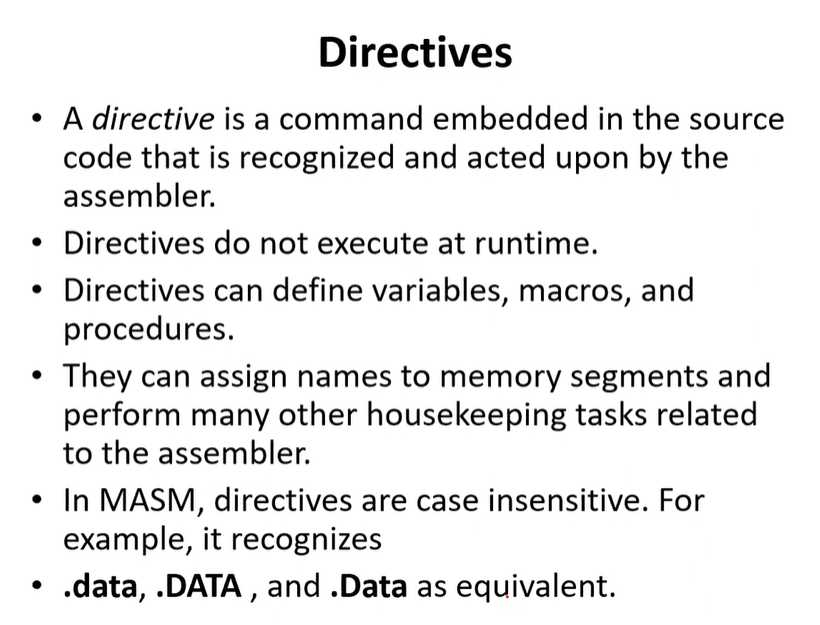 Directives
• A directive is a command embedded in the source
code that is recognized and acted upon by the
assembler.
• Directives do not execute at runtime.
• Directives can define variables, macros, and
procedures.
• They can assign names to memory segments and
perform many other housekeeping tasks related
to the assembler.
• In MASM, directives are case insensitive. For
example, it recognizes
• .data, .DATA , and .Data as equivalent.